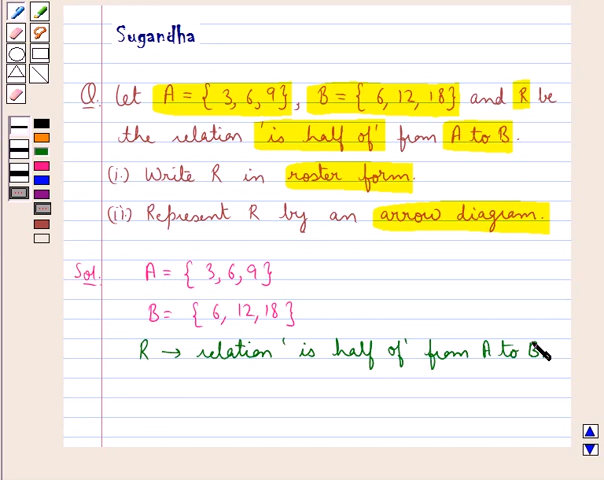 Sugandha
Q. Let A = { 3, 6, 9 }, B = { 6, 12, 18 } and R be
the relation 'is half of' from A to B.
(i.) Write R in roster form.
(ii.) Represent R by an arrow diagram.
Sol. A = { 3, 6, 9 }
B = { 6, 12, 18 }
R → relation ' is half of' from A to B